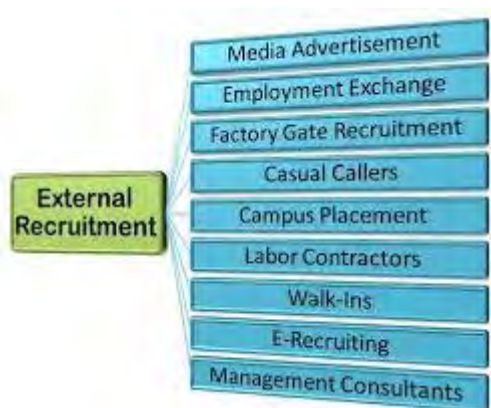 External
Recruitment
Media Advertisement
Employment Exchange
Factory Gate Recruitment
Casual Callers
Campus Placement
Labor Contractors
Walk-Ins
E-Recruiting
Management Consultants